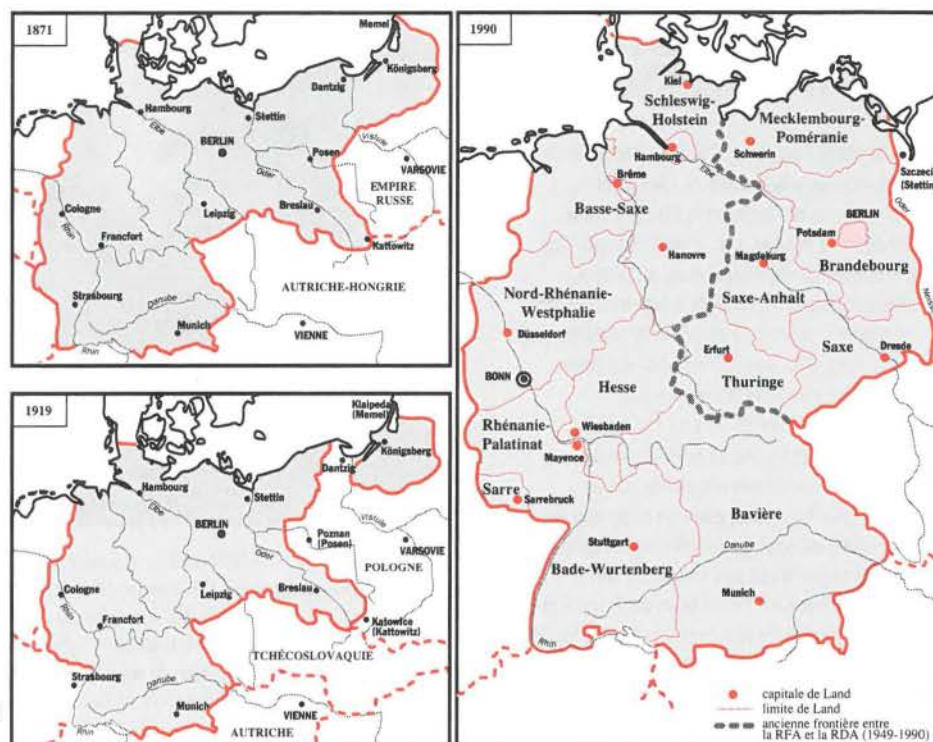 1871
Memel
Königsberg
Dantzig
Hambourg
Stettin
Elbe
BERLIN
Vistule
Posen
VARSOVIE
Oder
EMPIRE
RUSSE
Cologne
Leipzig
Breslau
Rhin
Francfort
Kattowitz
AUTRICHE-HONGRIE
Strasbourg
Danube
Munich
VIENNE
Rhin
1919
Klaipeda
(Memel)
Königsberg
Dantzig
Hambourg
Stettin
Elbe
BERLIN
Vistule
Poznan
(Posen)
VARSOVIE
Oder
POLOGNE
Cologne
Leipzig
Breslau
Rhin
Francfort
Katowice
(Kattowitz)
TCHÉCOSLOVAQUIE
Strasbourg
Danube
Munich
VIENNE
AUTRICHE
1990
Kiel
Schleswig-
Holstein
Mecklembourg-
Poméranie
Hambourg
Schwerin
Elbe
Szczecin
(Stettin)
Brême
Basse-Saxe
Oder
BERLIN
Potsdam
Hanovre
Magdeburg
Brandebourg
Nord-Rhénanie-
Westphalie
Saxe-Anhalt
Neisse
Düsseldorf
Erfurt
Saxe
Dresde
BONN
Hesse
Thuringe
Rhénanie-
Palatinat
Wiesbaden
Mayence
Sarre
Sarrebruck
Bavière
Stuttgart
Danube
Bade-Wurtenberg
Munich
Rhin
capitale de Land
limite de Land
ancienne frontière entre
la RFA et la RDA (1949-1990)